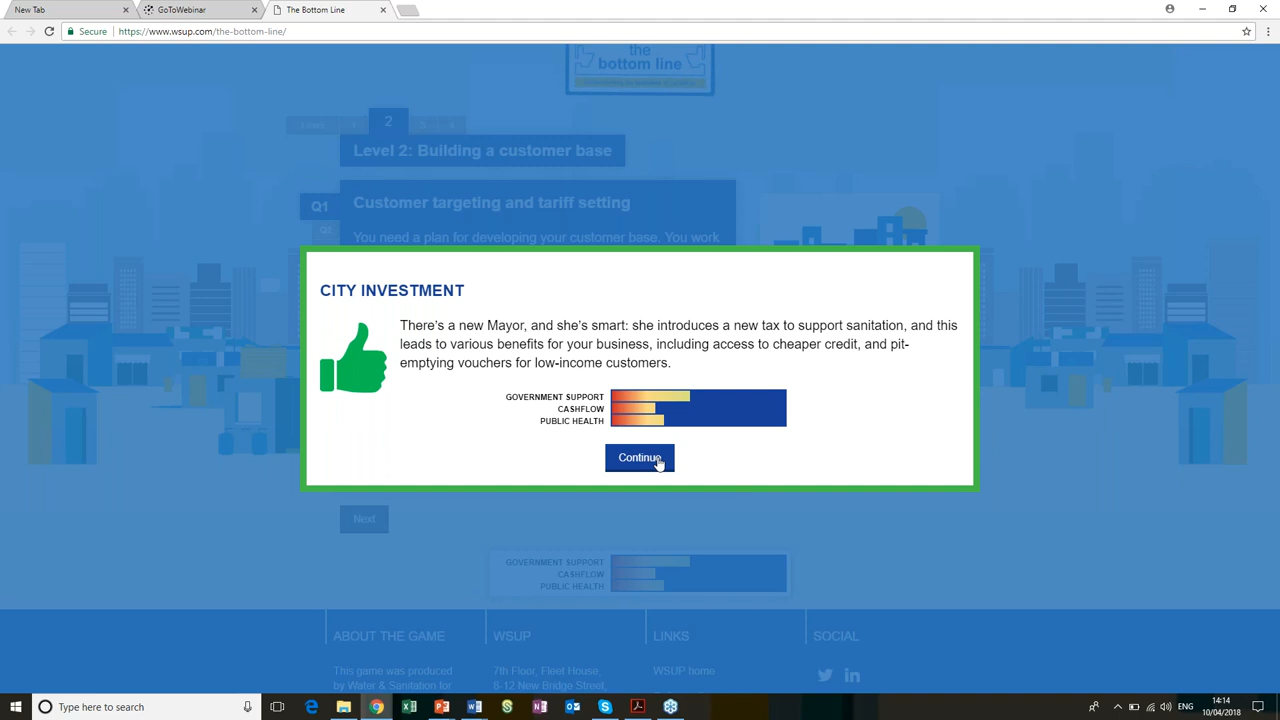 New Tab
GoToWebinar
The Bottom Line
Secure
https://www.wsup.com/the-bottom-line/
the
bottom line
2
Level 2: Building a customer base
Q1
Customer targeting and tariff setting
You need a plan for developing your customer base. You work
CITY INVESTMENT
There's a new Mayor, and she's smart: she introduces a new tax to support sanitation, and this
leads to various benefits for your business, including access to cheaper credit, and pit-
emptying vouchers for low-income customers.
GOVERNMENT SUPPORT
CASHFLOW
PUBLIC HEALTH
Continue
Next
GOVERNMENT SUPPORT
CASHFLOW
PUBLIC HEALTH
ABOUT THE GAME
WSUP
LINKS
SOCIAL
This game was produced
7th Floor, Fleet House,
WSUP home
by Water & Sanitation for
8-12 New Bridge Street,
Type here to search
ENG
14:14
10/04/2018